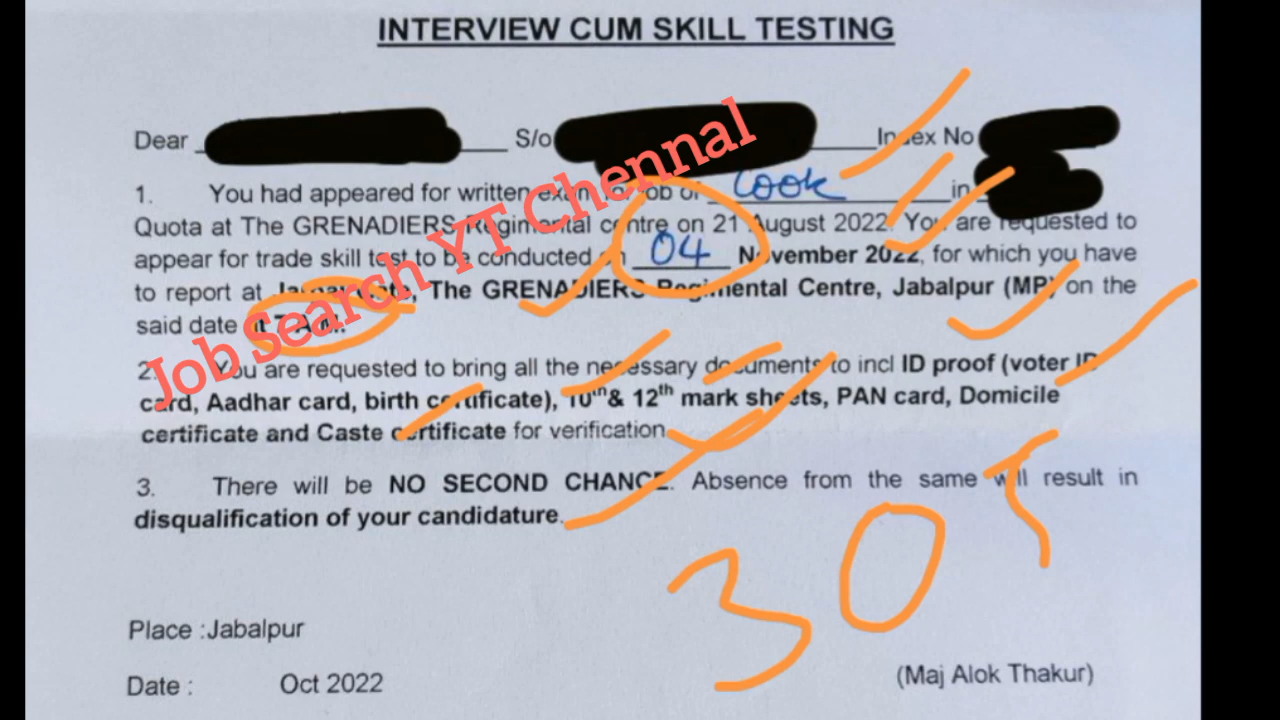 INTERVIEW CUM SKILL TESTING
Dear S/o Index No
1. You had appeared for written exam job of Cook in
Quota at The GRENADIERS Regimental centre on 21 August 2022. You are requested to
appear for trade skill test to be conducted on 04 November 2022, for which you have
to report at Gate, The GRENADIERS Regimental Centre, Jabalpur (MP) on the
said date at 7 A.M.
2. You are requested to bring all the necessary documents to incl ID proof (voter ID
card, Aadhar card, birth certificate), 10th & 12th mark sheets, PAN card, Domicile
certificate and Caste certificate for verification.
3. There will be NO SECOND CHANCE. Absence from the same will result in
disqualification of your candidature.
Place : Jabalpur
Date : Oct 2022
(Maj Alok Thakur)
Job Search YT Chennal
30